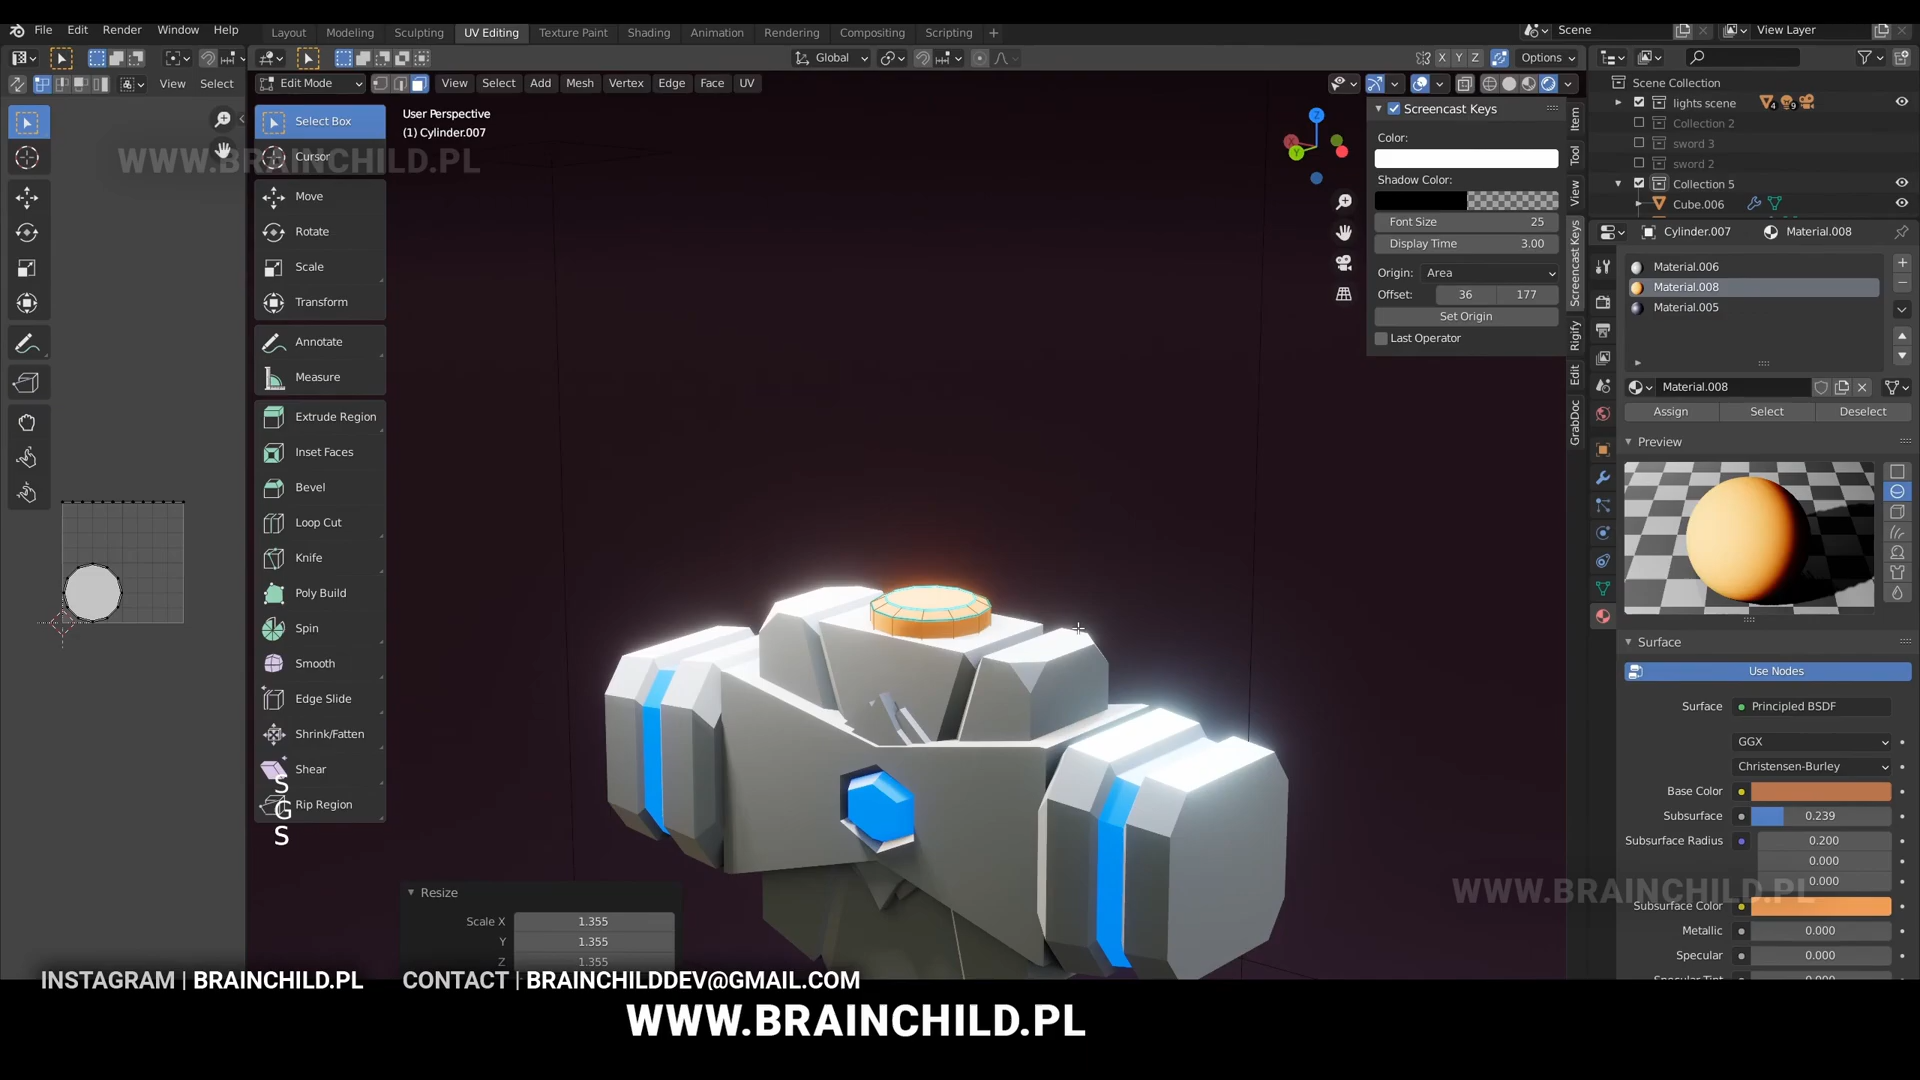 File Edit Render Window Help
Layout Modeling Sculpting UV Editing Texture Paint Shading Animation Rendering Compositing Scripting +
Scene
View Layer
Global
X Y Z
Options
View Select
Edit Mode
View Select Add Mesh Vertex Edge Face UV
Select Box
Cursor
Move
Rotate
Scale
Transform
Annotate
Measure
Extrude Region
Inset Faces
Bevel
Loop Cut
Knife
Poly Build
Spin
Smooth
Edge Slide
Shrink/Fatten
Shear
Rip Region
S
G
S
User Perspective
(1) Cylinder.007
WWW.BRAINCHILD.PL
Z
Y
Screencast Keys
Color:
Shadow Color:
Font Size 25
Display Time 3.00
Origin: Area
Offset: 36 177
Set Origin
Last Operator
Item
Tool
View
Screencast Keys
Rigify
Edit
GrabDoc
Scene Collection
lights scene 4 9
Collection 2
sword 3
sword 2
Collection 5
Cube.006
Cylinder.007 Material.008
Material.006
Material.008
Material.005
Material.008
Assign Select Deselect
Preview
Surface
Use Nodes
Surface Principled BSDF
GGX
Christensen-Burley
Base Color
Subsurface 0.239
Subsurface Radius 0.200
0.000
0.000
Subsurface Color
Metallic 0.000
Specular 0.000
Specular Tint 0.000
WWW.BRAINCHILD.PL
Resize
Scale X 1.355
Y 1.355
Z 1.355
INSTAGRAM | BRAINCHILD.PL CONTACT | BRAINCHILDDEV@GMAIL.COM
WWW.BRAINCHILD.PL